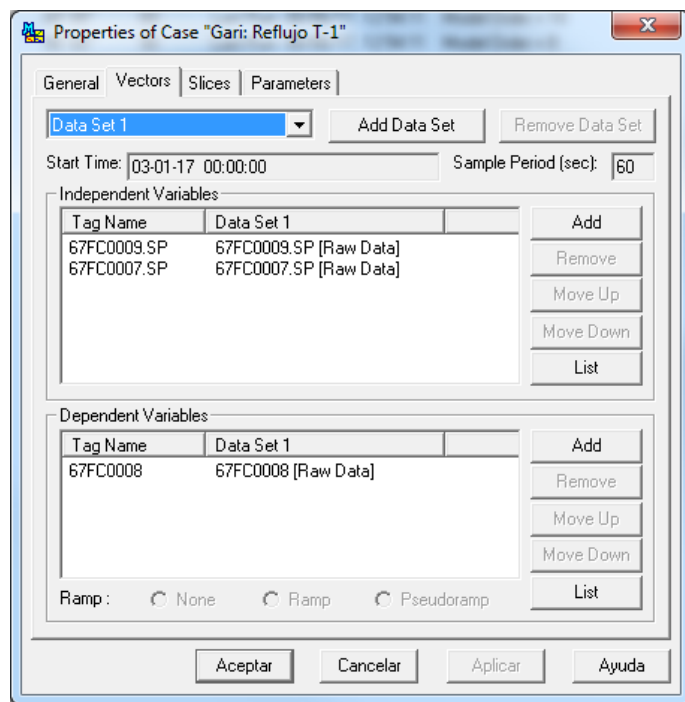 Properties of Case "Gari: Reflujo T-1"
General Vectors Slices Parameters
Data Set 1 Add Data Set Remove Data Set
Start Time: 03-01-17 00:00:00 Sample Period (sec): 60
Independent Variables
Tag Name Data Set 1 Add
67FC0009.SP 67FC0009.SP [Raw Data]
67FC0007.SP 67FC0007.SP [Raw Data]
Remove
Move Up
Move Down
List
Dependent Variables
Tag Name Data Set 1 Add
67FC0008 67FC0008 [Raw Data]
Remove
Move Up
Move Down
Ramp : None Ramp Pseudoramp List
Aceptar Cancelar Aplicar Ayuda